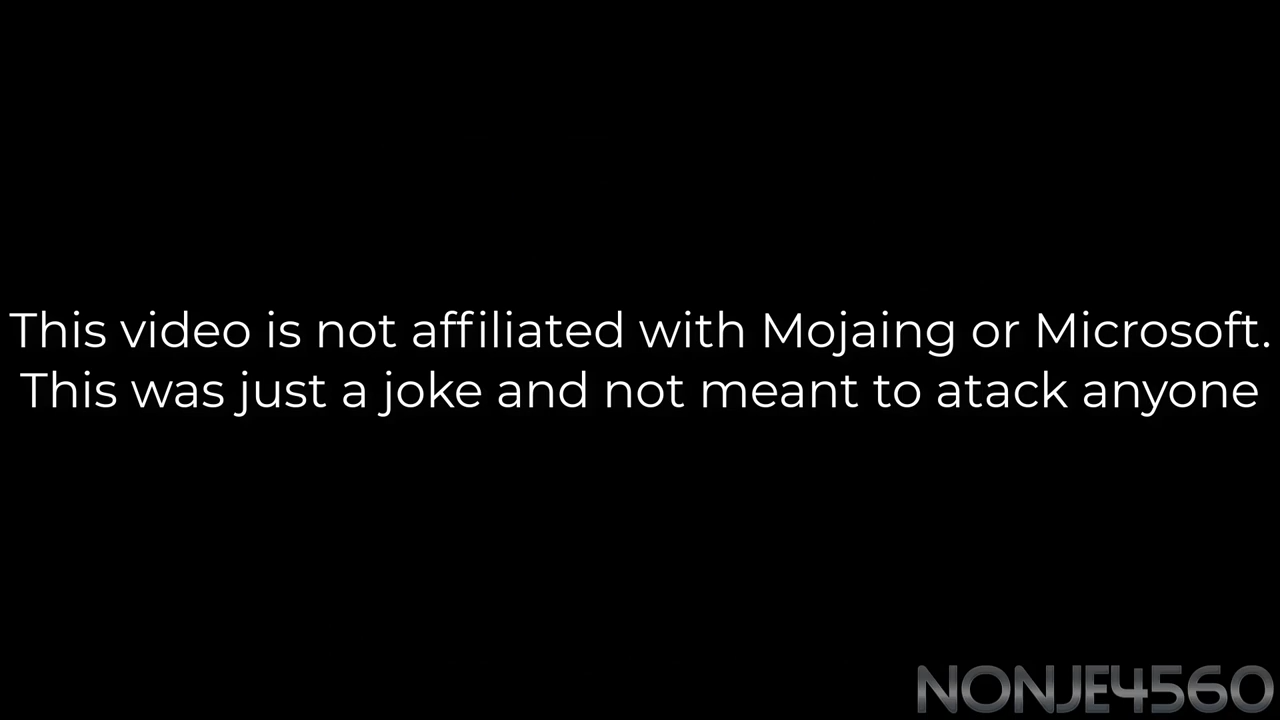 This video is not affiliated with Mojaing or Microsoft.
This was just a joke and not meant to atack anyone
NONJE4560